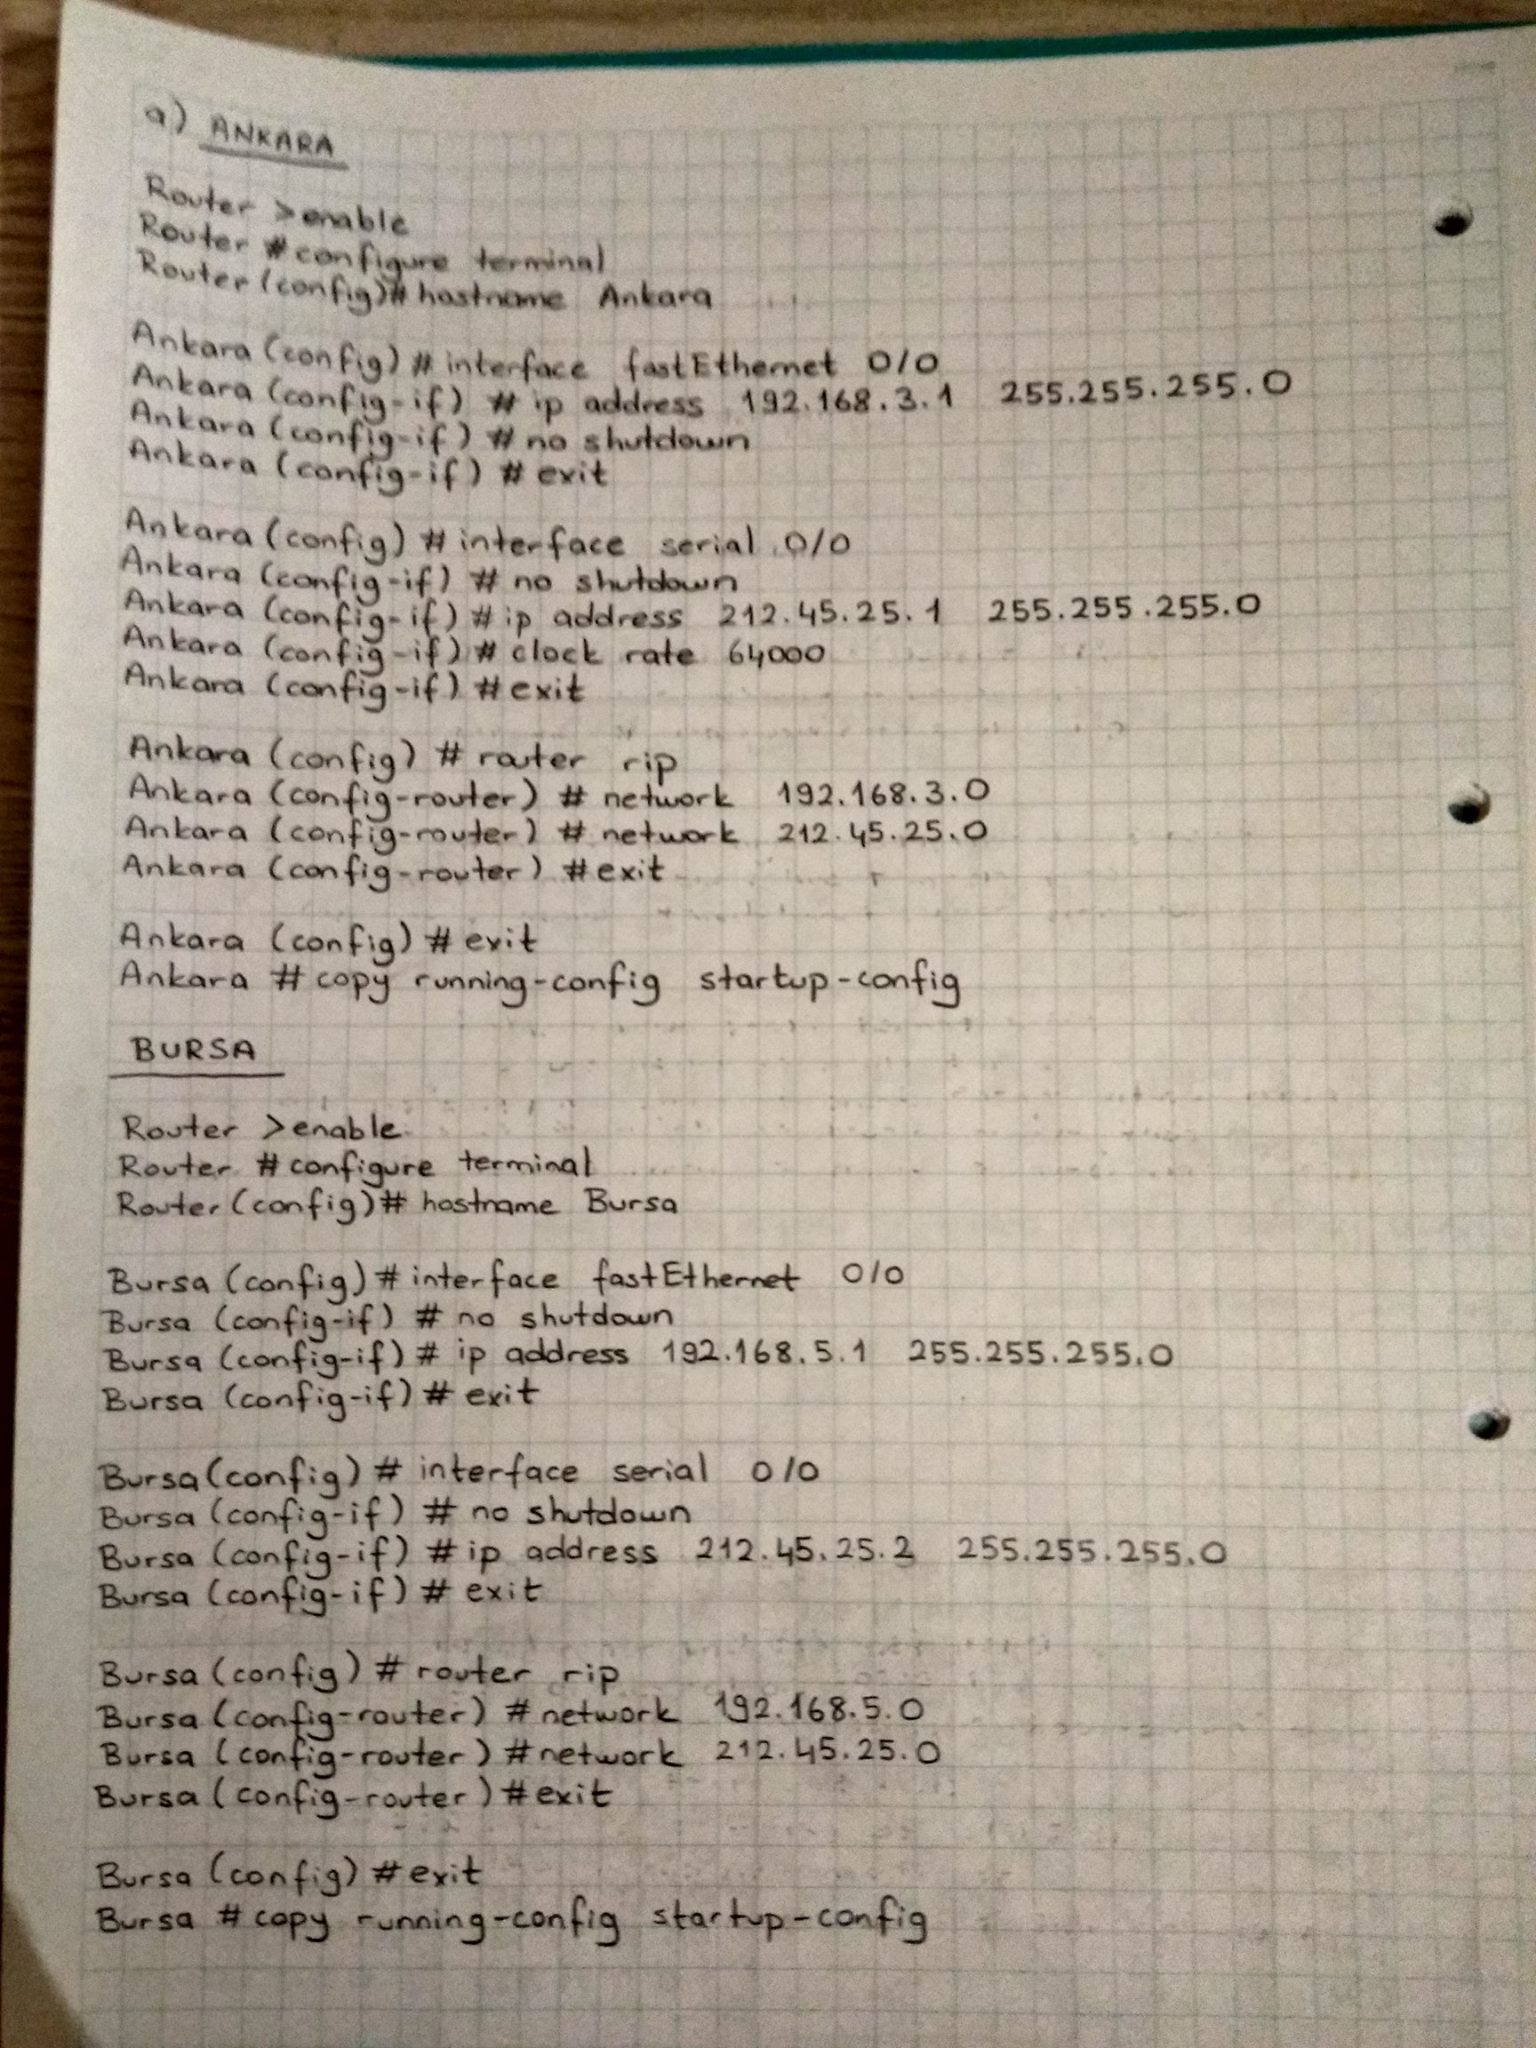 a) ANKARA
Router >enable
Router #configure terminal
Router (config)# hostname Ankara
Ankara (config) # interface fastEthernet 0/0
Ankara (config-if) # ip address 192.168.3.1 255.255.255.0
Ankara (config-if) # no shutdown
Ankara (config-if) # exit
Ankara (config) # interface serial 0/0
Ankara (config-if) # no shutdown
Ankara (config-if) # ip address 212.45.25.1 255.255.255.0
Ankara (config-if) # clock rate 64000
Ankara (config-if) # exit
Ankara (config) # router rip
Ankara (config-router) # network 192.168.3.0
Ankara (config-router) # network 212.45.25.0
Ankara (config-router) #exit
Ankara (config) # exit
Ankara # copy running-config startup-config
BURSA
Router >enable
Router #configure terminal
Router (config)# hostname Bursa
Bursa (config) # interface fastEthernet 0/0
Bursa (config-if) # no shutdown
Bursa (config-if) # ip address 192.168.5.1 255.255.255.0
Bursa (config-if) # exit
Bursa (config) # interface serial 0/0
Bursa (config-if) # no shutdown
Bursa (config-if) # ip address 212.45.25.2 255.255.255.0
Bursa (config-if) # exit
Bursa (config) # router rip
Bursa (config-router) # network 192.168.5.0
Bursa (config-router) #network 212.45.25.0
Bursa (config-router) #exit
Bursa (config) #exit
Bursa # copy running-config startup-config